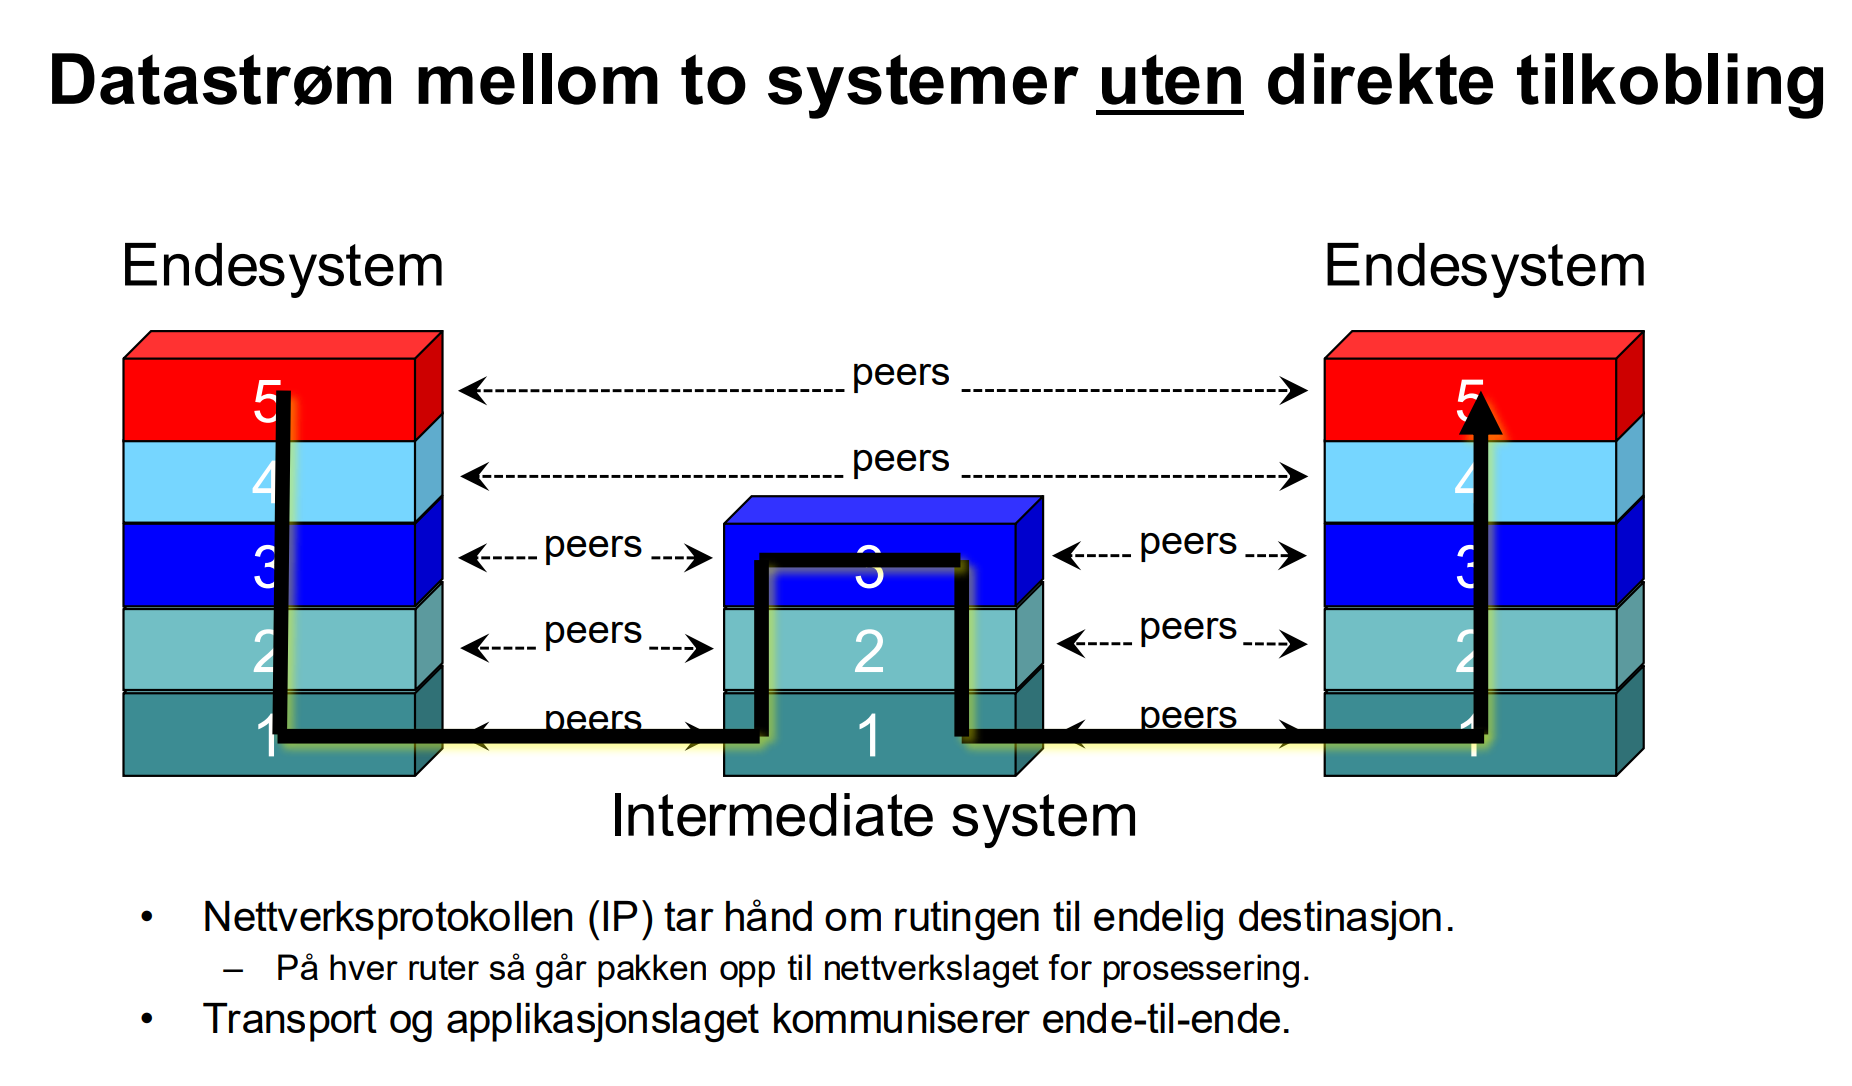 Datastrøm mellom to systemer uten direkte tilkobling
Endesystem Endesystem
5 peers 5
4 peers 4
3 peers 3 peers 3
2 peers 2 peers 2
1 peers 1 peers 1
Intermediate system
• Nettverksprotokollen (IP) tar hånd om rutingen til endelig destinasjon.
– På hver ruter så går pakken opp til nettverkslaget for prosessering.
• Transport og applikasjonslaget kommuniserer ende-til-ende.